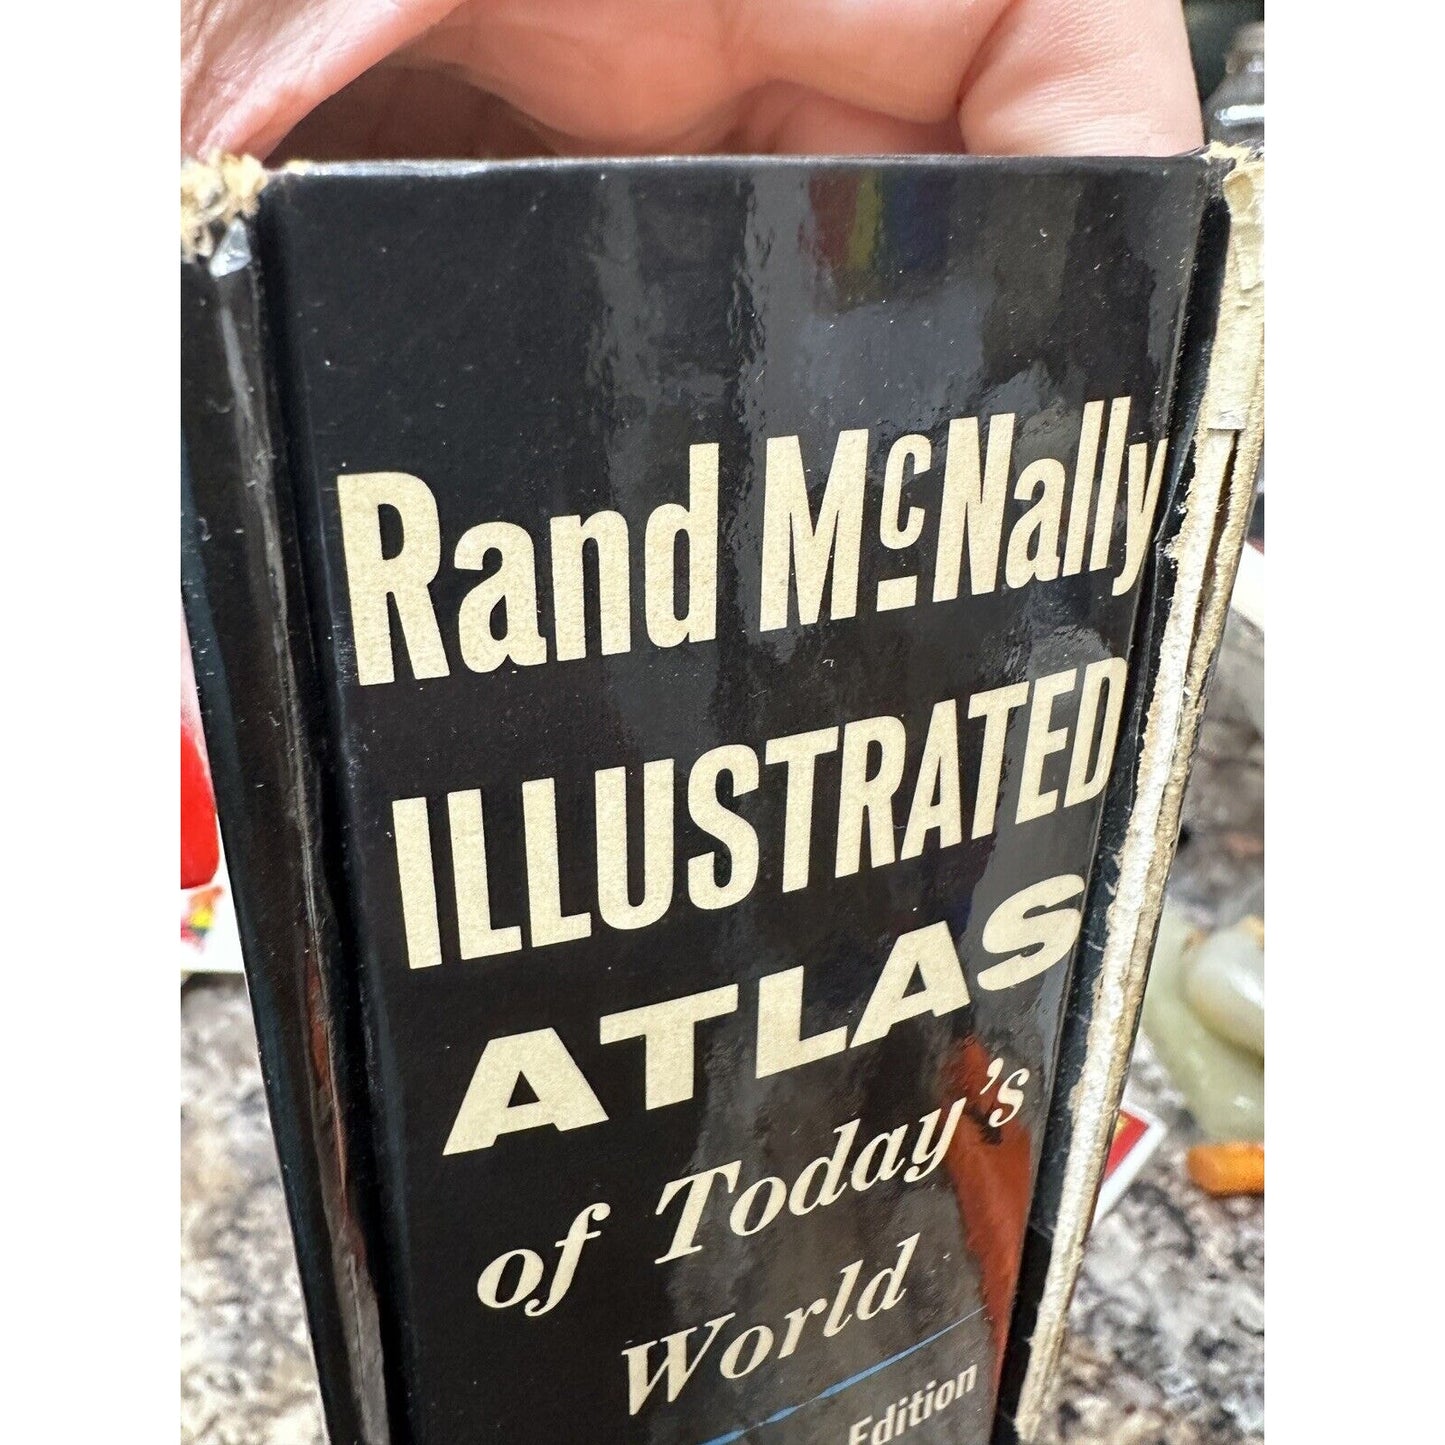 Rand McNally
ILLUSTRATED
ATLAS
of Today's
World
Edition